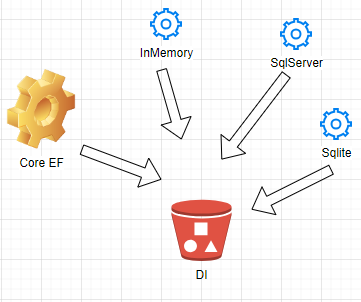 InMemory
SqlServer
Core EF
Sqlite
DI